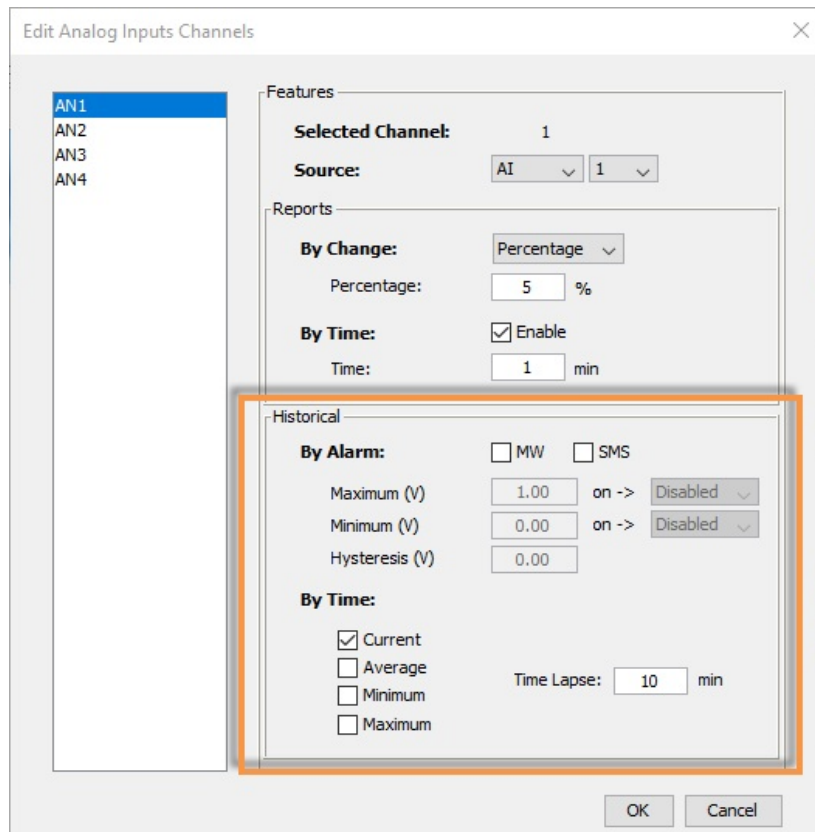 Edit Analog Inputs Channels
AN1
AN2
AN3
AN4
Features
Selected Channel: 1
Source: AI 1
Reports
By Change: Percentage
Percentage: 5 %
By Time: Enable
Time: 1 min
Historical
By Alarm: MW SMS
Maximum (V) 1.00 on -> Disabled
Minimum (V) 0.00 on -> Disabled
Hysteresis (V) 0.00
By Time:
Current
Average
Time Lapse: 10 min
Minimum
Maximum
OK Cancel